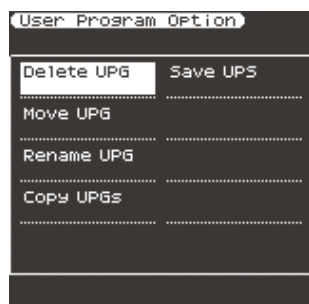 User Program Option
Delete UPG
Save UPS
Move UPG
Rename UPG
Copy UPGs